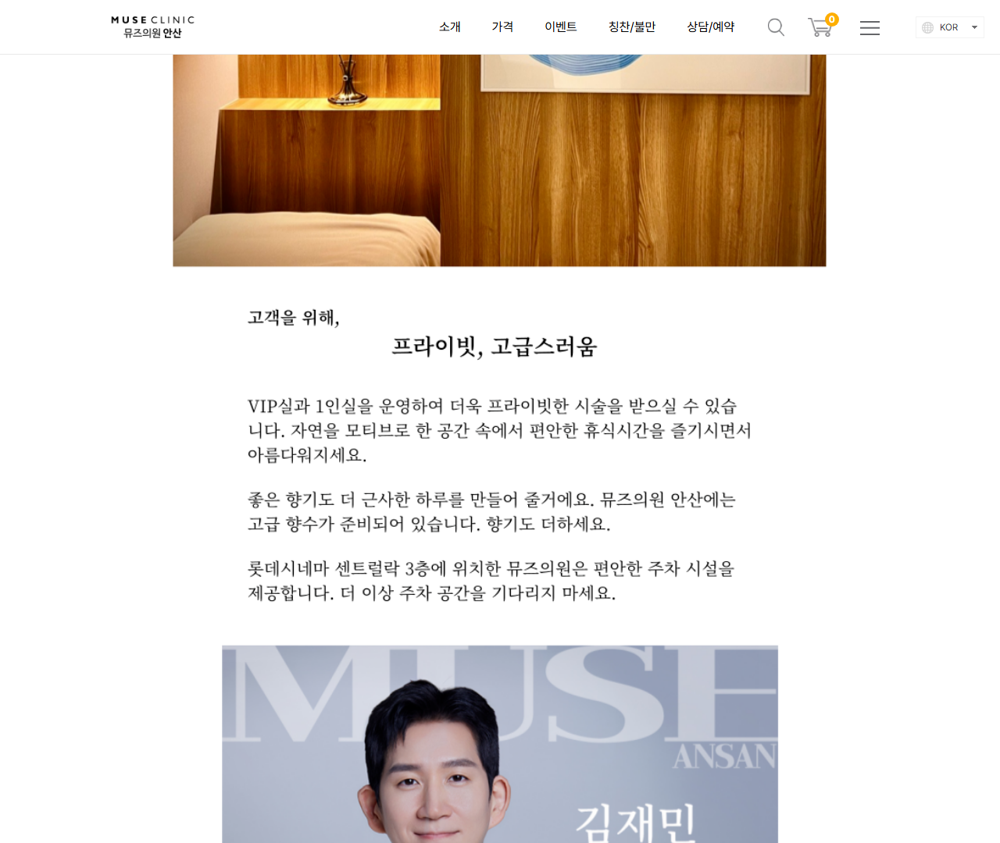 MUSE CLINIC
뮤즈의원 안산
소개
가격
이벤트
칭찬/불만
상담/예약
0
KOR
고객을 위해,
프라이빗, 고급스러움
VIP실과 1인실을 운영하여 더욱 프라이빗한 시술을 받으실 수 있습
니다. 자연을 모티브로 한 공간 속에서 편안한 휴식시간을 즐기시면서
아름다워지세요.
좋은 향기도 더 근사한 하루를 만들어 줄거에요. 뮤즈의원 안산에는
고급 향수가 준비되어 있습니다. 향기도 더하세요.
롯데시네마 센트럴락 3층에 위치한 뮤즈의원은 편안한 주차 시설을
제공합니다. 더 이상 주차 공간을 기다리지 마세요.
MUSE
ANSAN
김재민